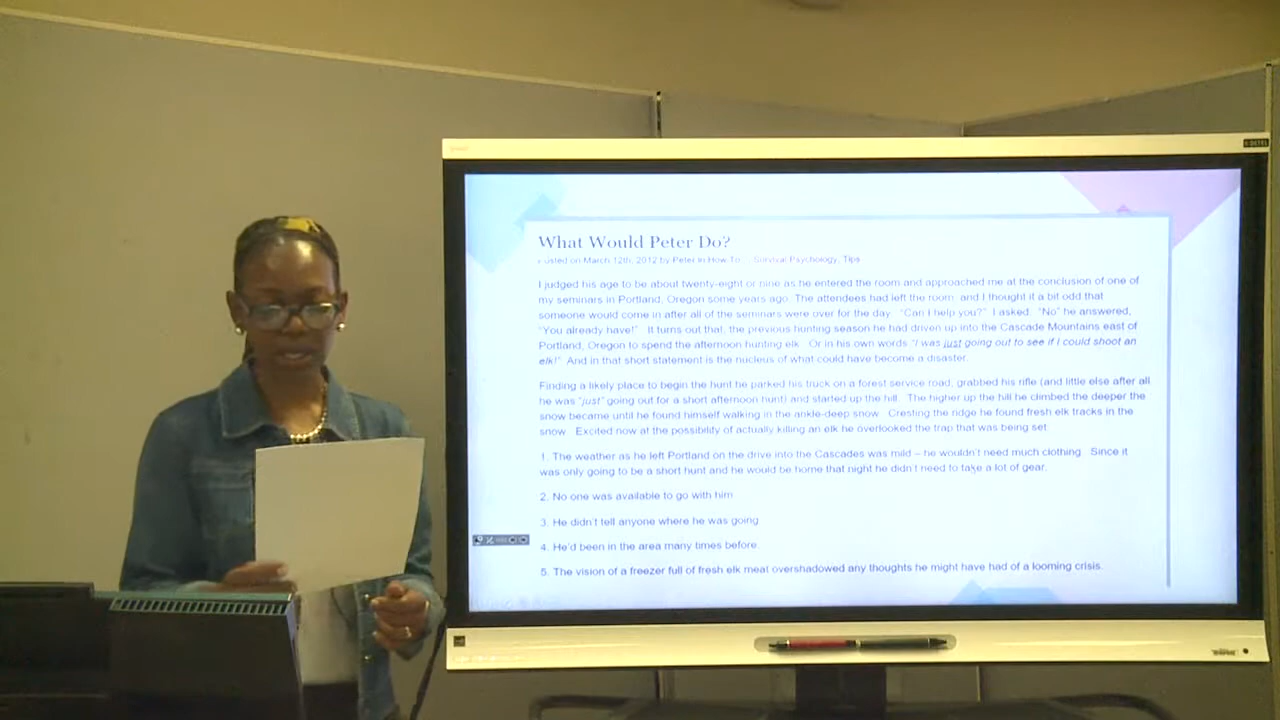 What Would Peter Do?
Posted on March 12th, 2012 by Peter in How To Survival Psychology, Tips
I judged his age to be about twenty-eight or nine as he entered the room and approached me at the conclusion of one of
my seminars in Portland, Oregon some years ago. The attendees had left the room and I thought it a bit odd that
someone would come in after all of the seminars were over for the day. "Can I help you?" I asked. "No" he answered,
"You already have!" It turns out that, the previous hunting season he had driven up into the Cascade Mountains east of
Portland, Oregon to spend the afternoon hunting elk. Or in his own words "I was just going out to see if I could shoot an
elk!" And in that short statement is the nucleus of what could have become a disaster.
Finding a likely place to begin the hunt he parked his truck on a forest service road, grabbed his rifle (and little else after all
he was "just" going out for a short afternoon hunt) and started up the hill. The higher up the hill he climbed the deeper the
snow became until he found himself walking in the ankle-deep snow. Cresting the ridge he found fresh elk tracks in the
snow. Excited now at the possibility of actually killing an elk he overlooked the trap that was being set.
1. The weather as he left Portland on the drive into the Cascades was mild – he wouldn't need much clothing. Since it
was only going to be a short hunt and he would be home that night he didn't need to take a lot of gear.
2. No one was available to go with him
3. He didn't tell anyone where he was going
4. He'd been in the area many times before.
5. The vision of a freezer full of fresh elk meat overshadowed any thoughts he might have had of a looming crisis.